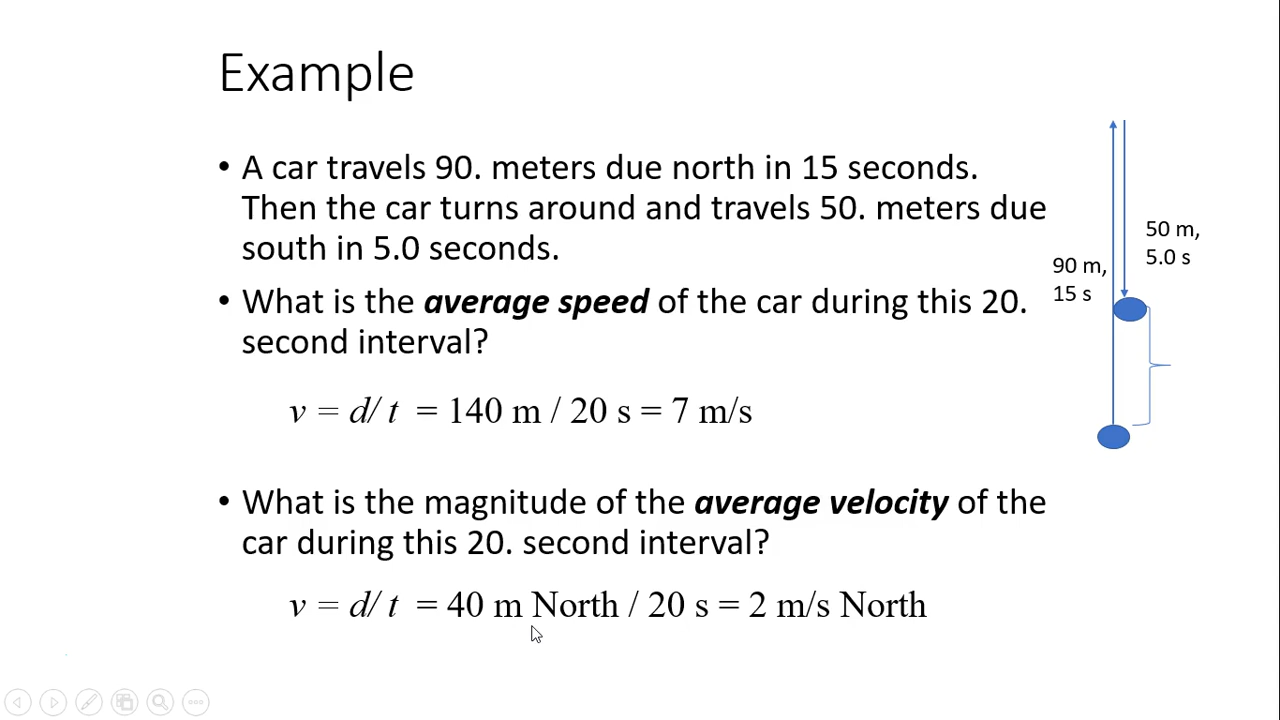 Example
• A car travels 90. meters due north in 15 seconds.
Then the car turns around and travels 50. meters due
south in 5.0 seconds.
• What is the average speed of the car during this 20.
second interval?
v = d/ t = 140 m / 20 s = 7 m/s
• What is the magnitude of the average velocity of the
car during this 20. second interval?
v = d/ t = 40 m North / 20 s = 2 m/s North
90 m,
15 s
50 m,
5.0 s